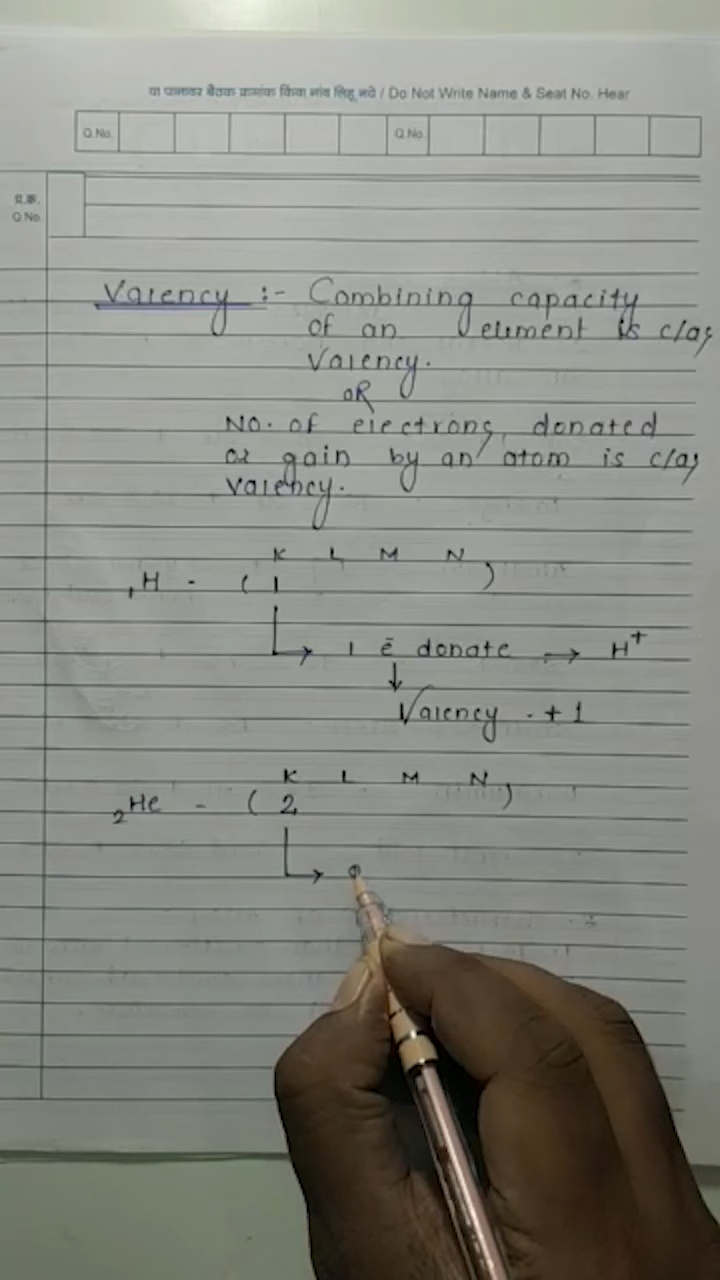 या पानावर बैठक क्रमांक किंवा नांव लिहू नये / Do Not Write Name & Seat No. Hear
Q.No. Q.No.
प्र.क्र.
Q.No.
Valency :- Combining capacity
of an element is c/as
Valency.
OR
No. of electrons donated
or gain by an atom is c/as
valency.
K L M N
₁H - ( 1 )
1 ē donate → H⁺
↓
Valency - +1
K L M N
₂He - ( 2 )
0